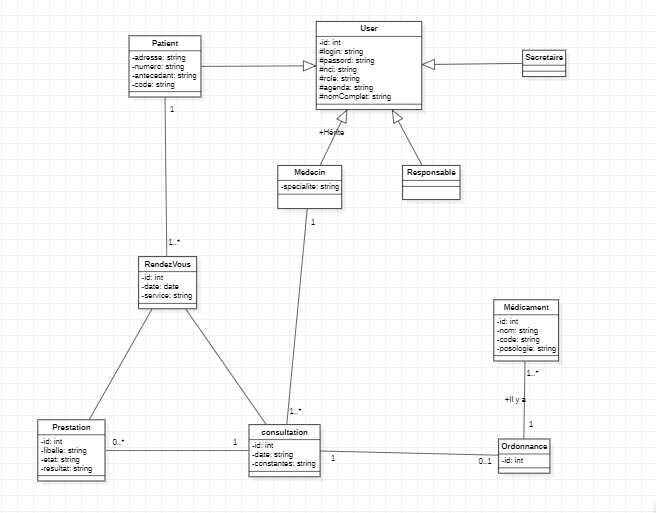 User
-id: int
#login: string
#passord: string
#nci: string
#role: string
#agenda: string
#nomComplet: string
Patient
-adresse: string
-numero: string
-antecedant: string
-code: string
Secretaire
1
+Hérite
Medecin
-specialite: string
Responsable
1
1..*
RendezVous
-id: int
-date: date
-service: string
Médicament
-id: int
-nom: string
-code: string
-posologie: string
1..*
+Il y a
1
1..*
Prestation
-id: int
-libelle: string
-etat: string
-resultat: string
0..*
1
consultation
-id: int
-date: string
-constantes: string
1
0..1
Ordonnance
-id: int